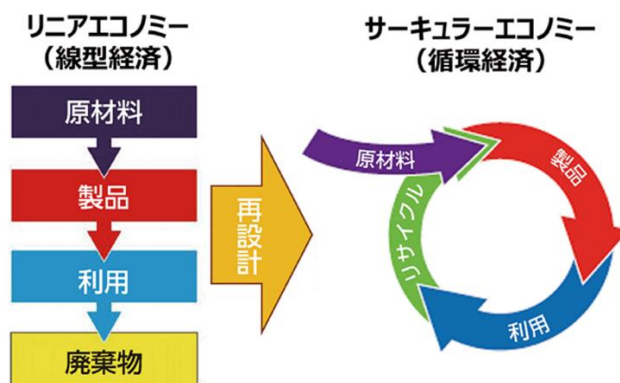 リニアエコノミー
（線型経済）
原材料
製品
利用
廃棄物
再設計
サーキュラーエコノミー
（循環経済）
原材料
製品
利用
リサイクル